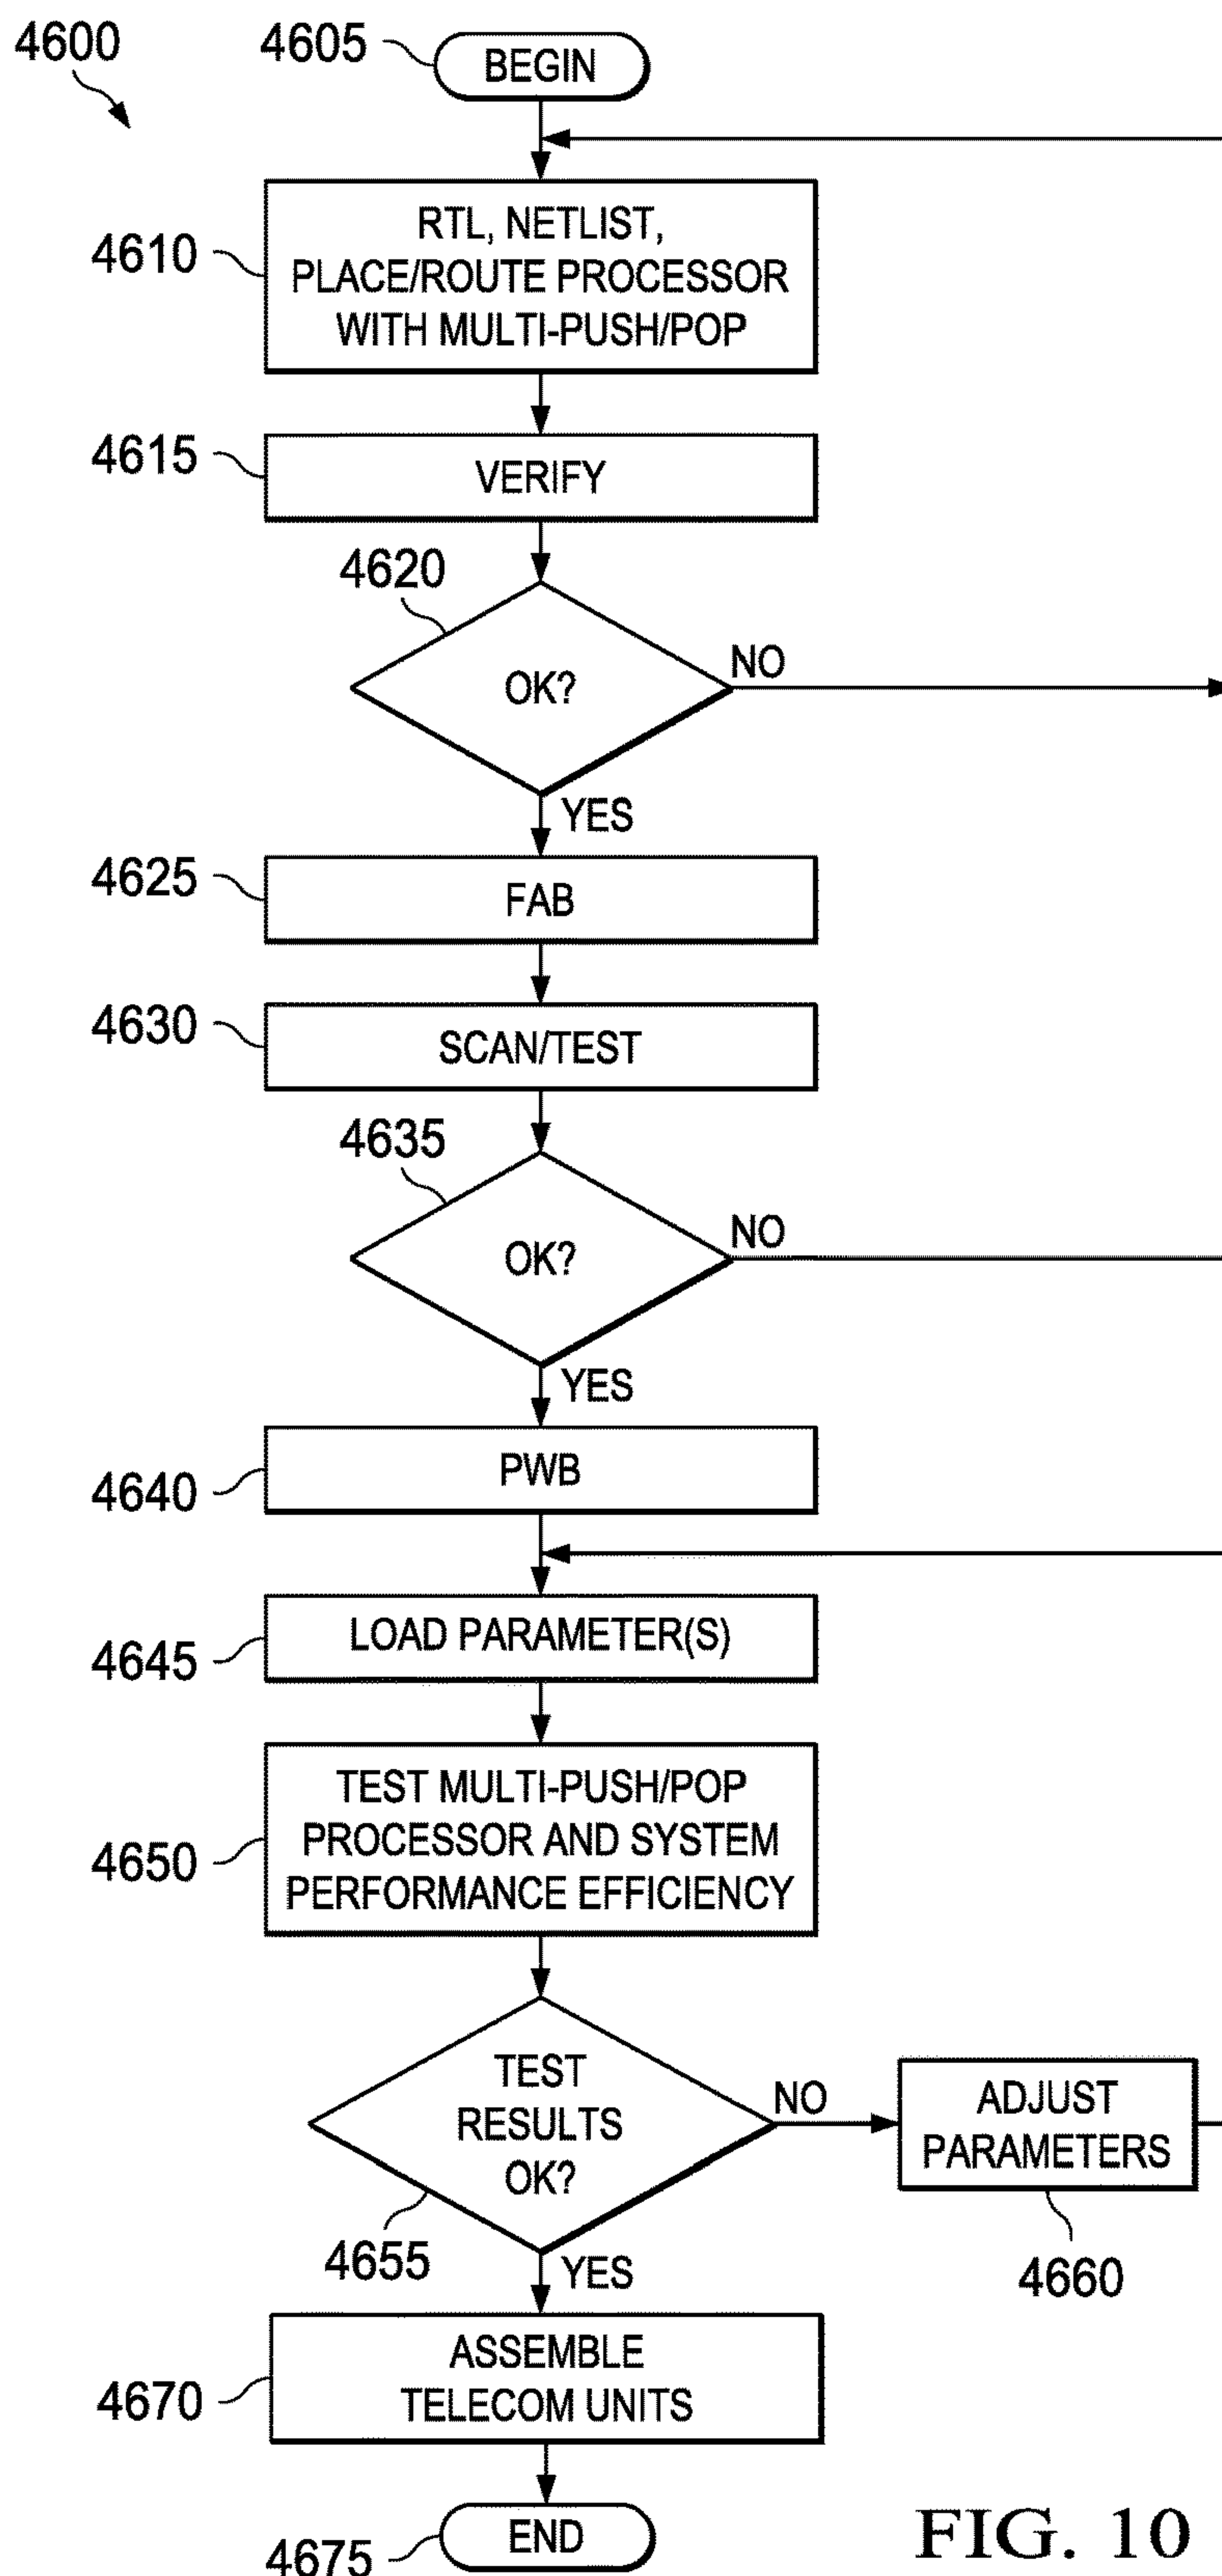 4600
4605
BEGIN
4610
RTL, NETLIST,
PLACE/ROUTE PROCESSOR
WITH MULTI-PUSH/POP
4615
VERIFY
4620
OK?
NO
YES
4625
FAB
4630
SCAN/TEST
4635
OK?
NO
YES
4640
PWB
4645
LOAD PARAMETER(S)
4650
TEST MULTI-PUSH/POP
PROCESSOR AND SYSTEM
PERFORMANCE EFFICIENCY
TEST
RESULTS
OK?
4655
NO
ADJUST
PARAMETERS
4660
YES
4670
ASSEMBLE
TELECOM UNITS
4675
END
FIG. 10